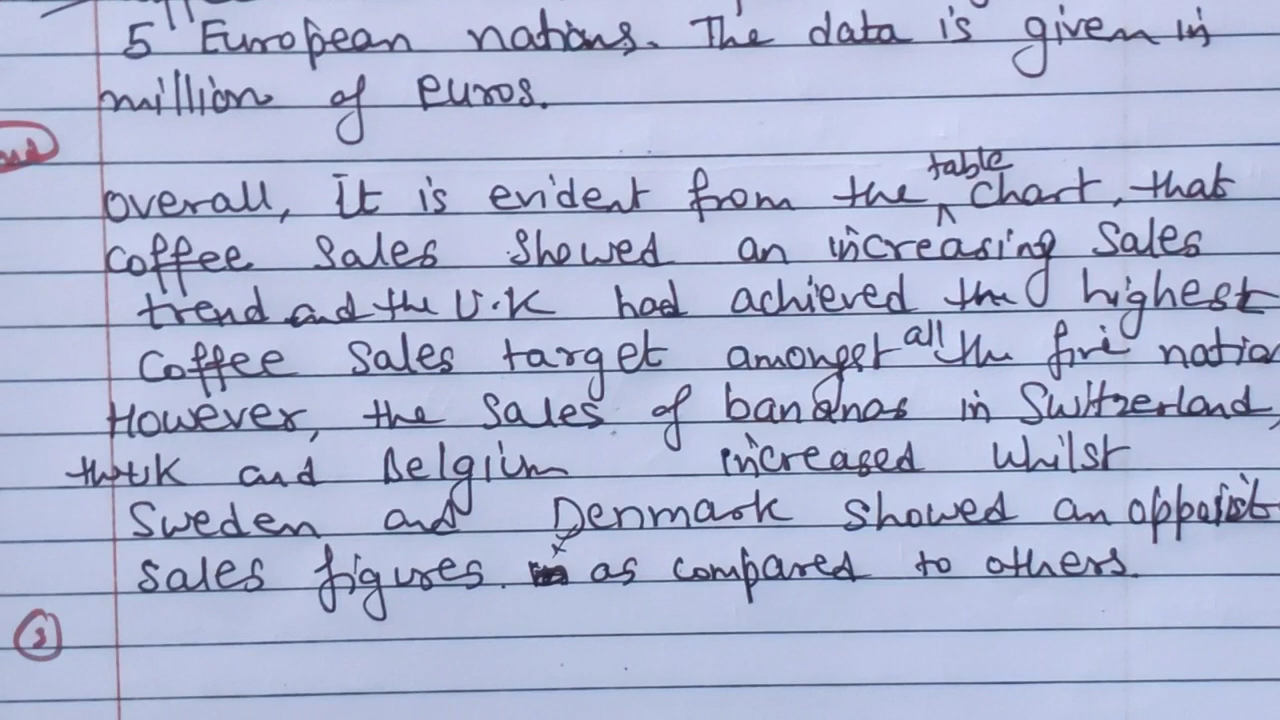 5 European nations. The data is given in
million of euros.
overall, it is evident from the table chart, that
coffee sales showed an increasing sales
trend and the U.K had achieved the highest
coffee sales target amongst all the five natio
However, the sales of bananas in Switzerland,
the UK and Belgium increased whilst
Sweden and Denmark showed an
sales figures. as compared to others.
2